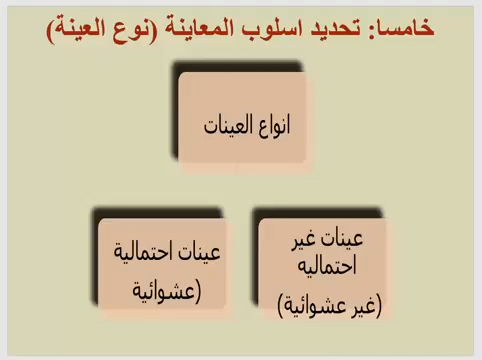 خامسا: تحديد اسلوب المعاينة (نوع العينة)
انواع العينات
عينات غير
احتماليه
(غير عشوائية)
عينات احتمالية
(عشوائية